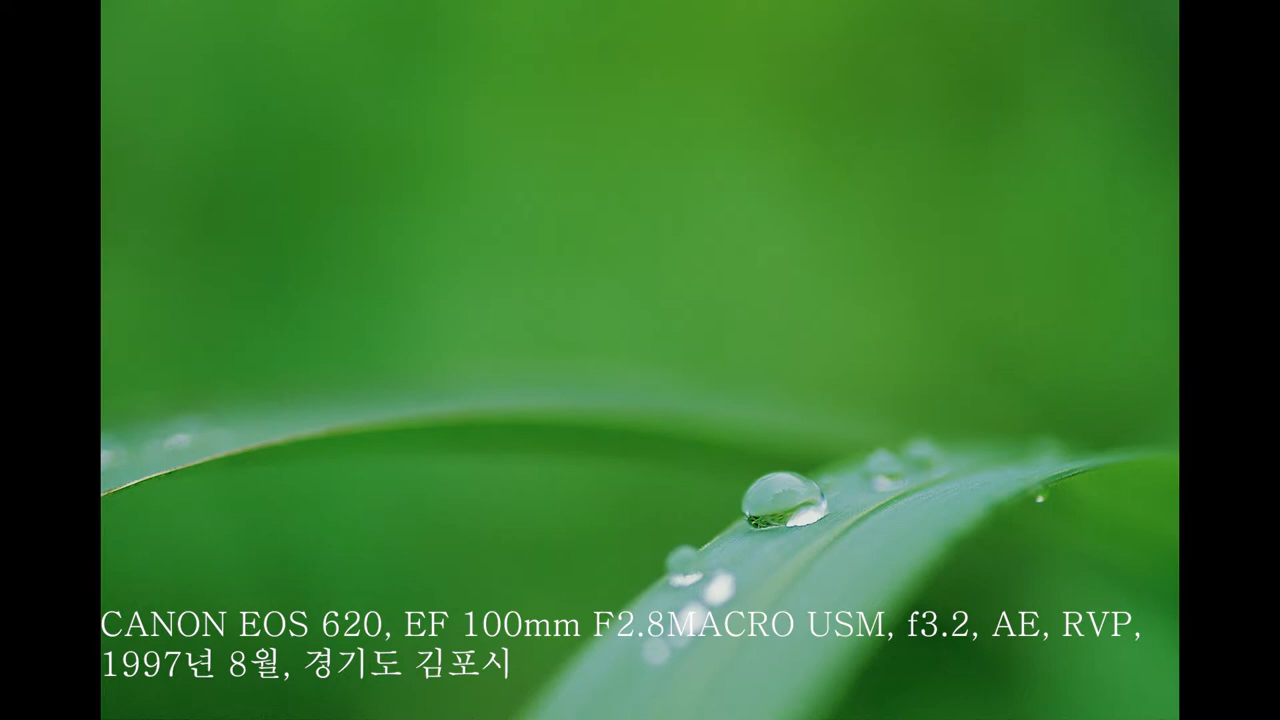 CANON EOS 620, EF 100mm F2.8MACRO USM, f3.2, AE, RVP,
1997년 8월, 경기도 김포시